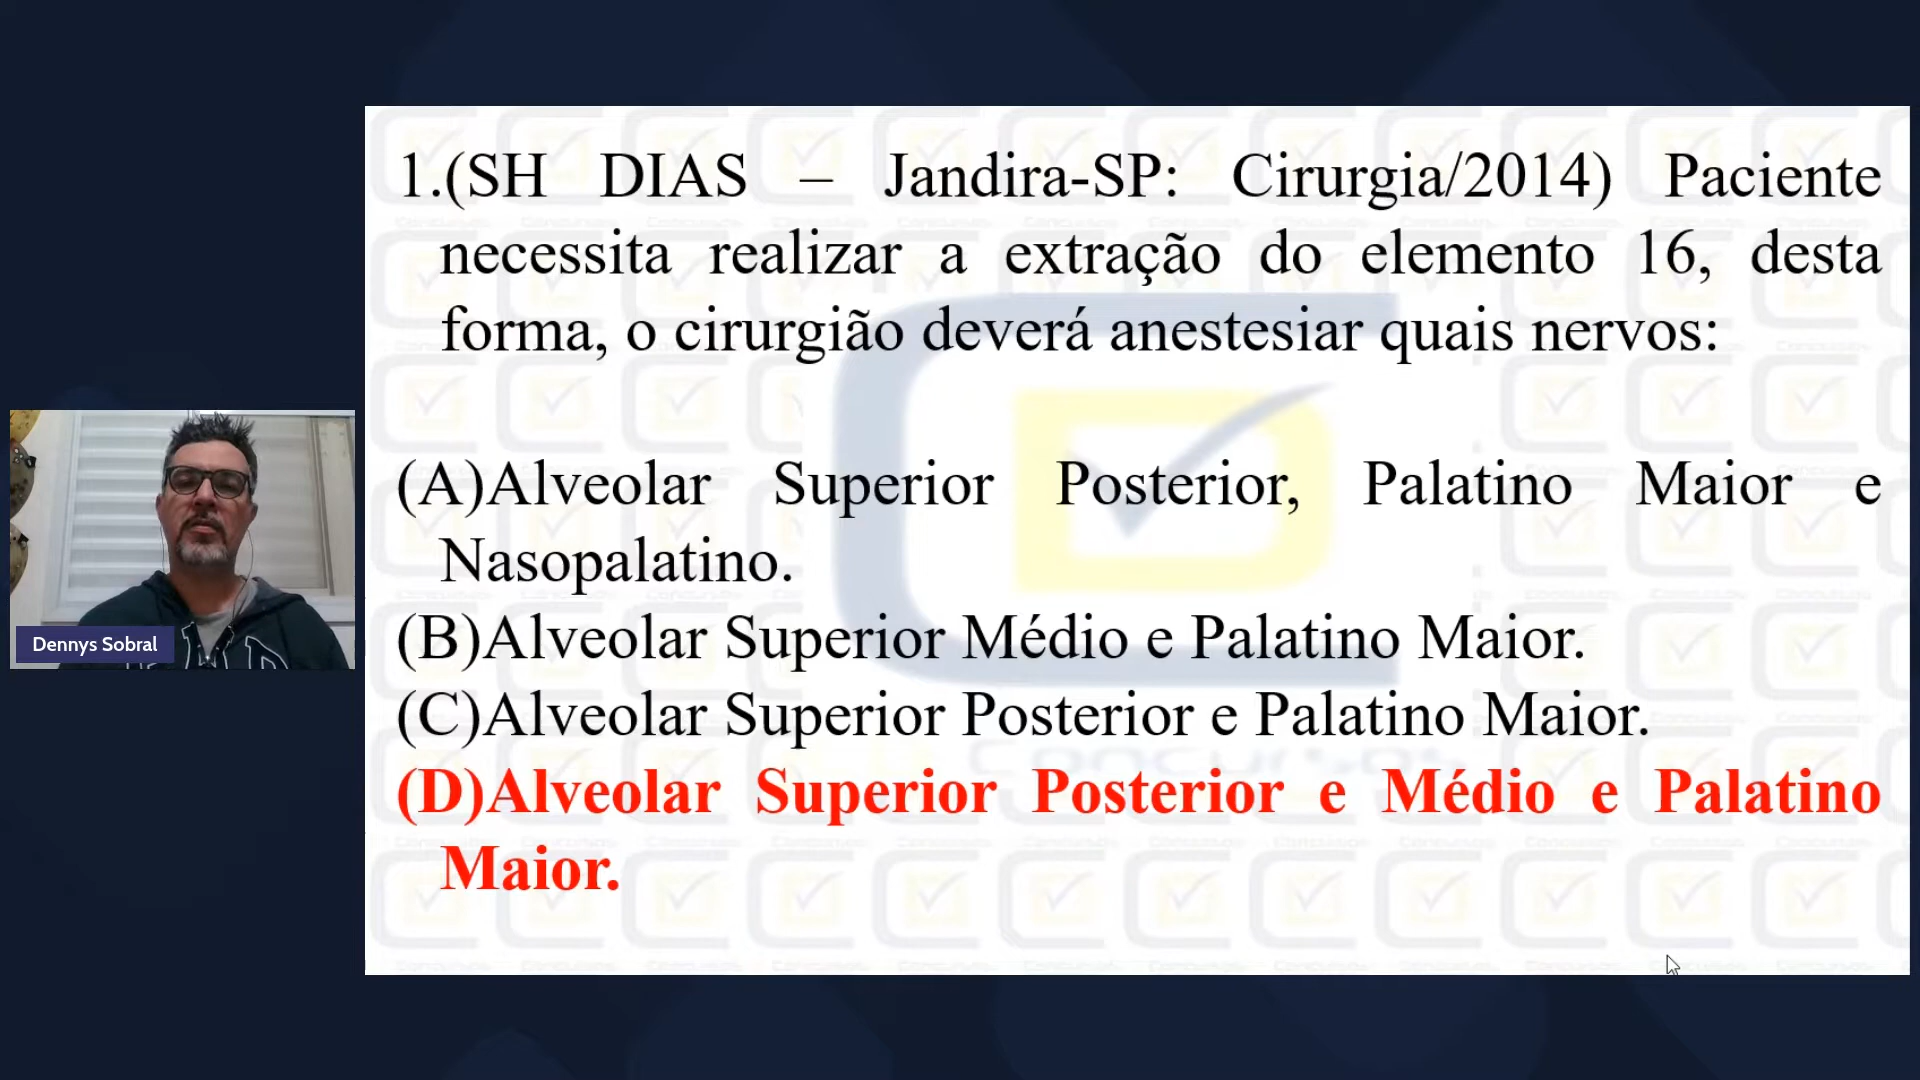 1.(SH DIAS – Jandira-SP: Cirurgia/2014) Paciente
necessita realizar a extração do elemento 16, desta
forma, o cirurgião deverá anestesiar quais nervos:
(A)Alveolar Superior Posterior, Palatino Maior e
Nasopalatino.
(B)Alveolar Superior Médio e Palatino Maior.
(C)Alveolar Superior Posterior e Palatino Maior.
(D)Alveolar Superior Posterior e Médio e Palatino
Maior.
Dennys Sobral